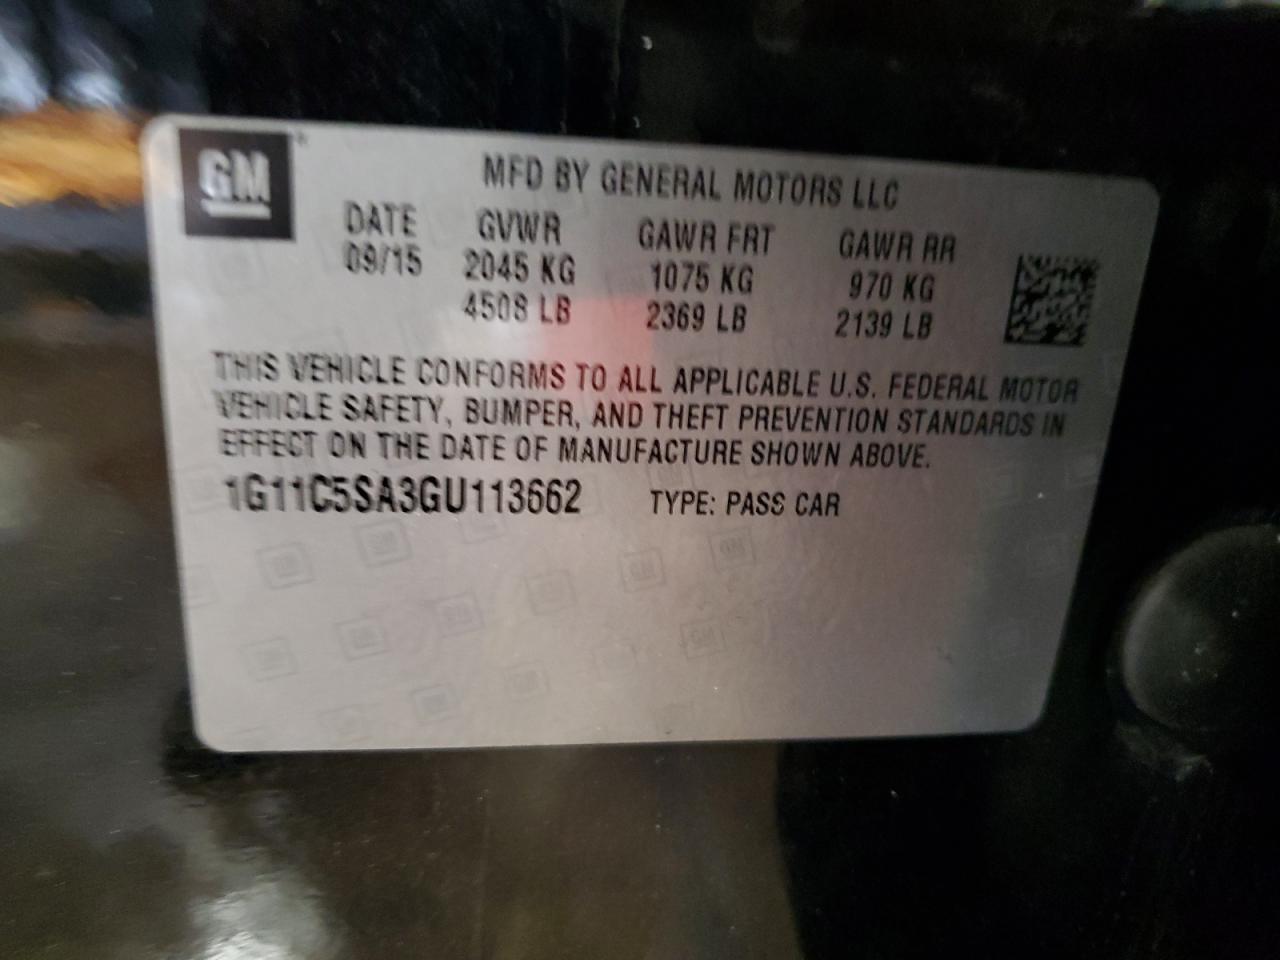 GM
MFD BY GENERAL MOTORS LLC
DATE GVWR GAWR FRT GAWR RR
09/15 2045 KG 1075 KG 970 KG
4508 LB 2369 LB 2139 LB
THIS VEHICLE CONFORMS TO ALL APPLICABLE U.S. FEDERAL MOTOR
VEHICLE SAFETY, BUMPER, AND THEFT PREVENTION STANDARDS IN
EFFECT ON THE DATE OF MANUFACTURE SHOWN ABOVE.
1G11C5SA3GU113662 TYPE: PASS CAR